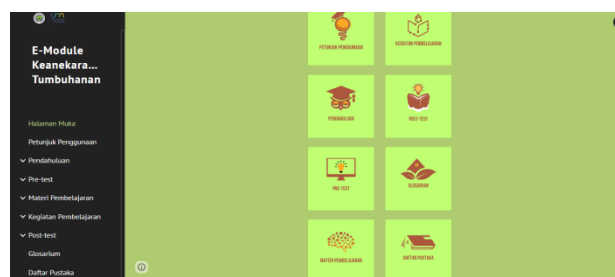 E-Module
Keanekara...
Tumbuhanan
Halaman Muka
Petunjuk Penggunaan
Pendahuluan
Pre-test
Materi Pembelajaran
Kegiatan Pembelajaran
Post-test
Glosarium
Daftar Pustaka
PETUNJUK PENGGUNAAN
KEGIATAN PEMBELAJARAN
PENDAHULUAN
POST-TEST
PRE-TEST
GLOSARIUM
MATERI PEMBELAJARAN
DAFTAR PUSTAKA